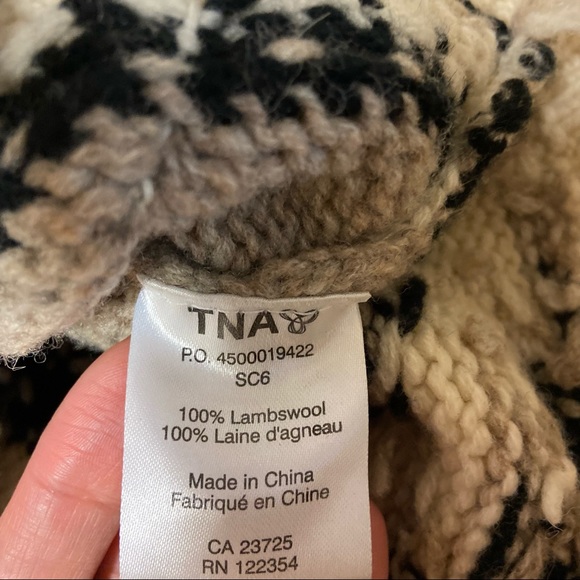 TNA
P.O. 4500019422
SC6
100% Lambswool
100% Laine d'agneau
Made in China
Fabriqué en Chine
CA 23725
RN 122354